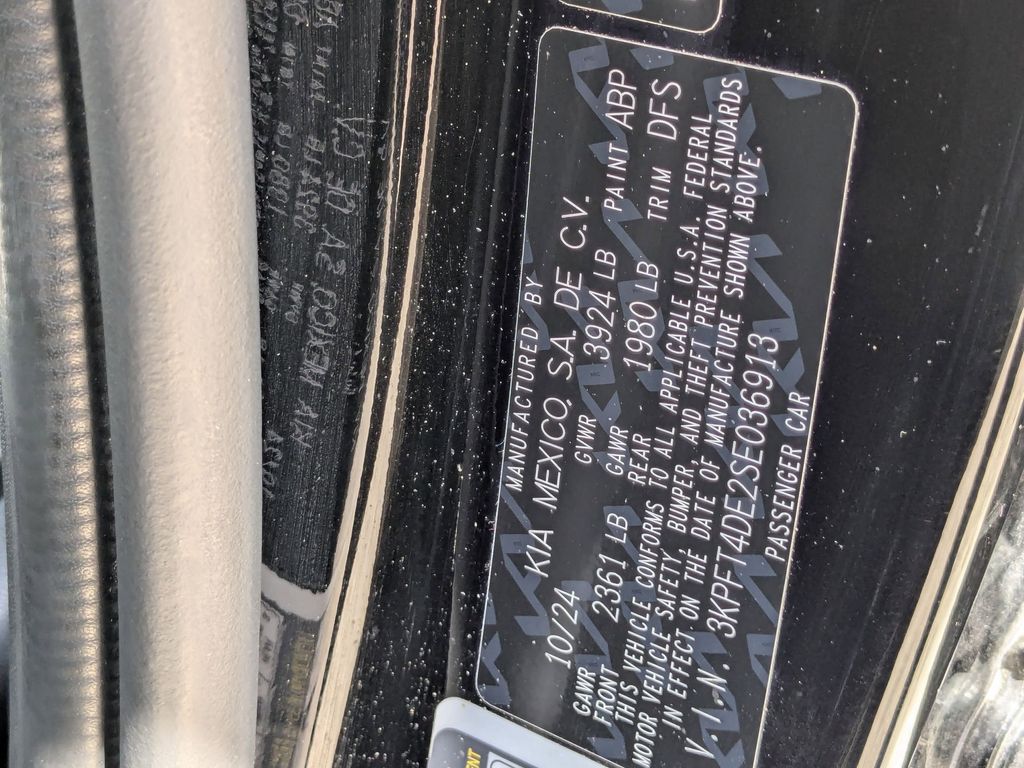 MANUFACTURED BY
10/24 KIA MEXICO, S.A. DE C.V.
GVWR 3924 LB PAINT ABP
GAWR FRONT 2361 LB GAWR REAR 1980 LB TRIM DFS
THIS VEHICLE CONFORMS TO ALL APPLICABLE U.S.A. FEDERAL
MOTOR VEHICLE SAFETY, BUMPER, AND THEFT PREVENTION STANDARDS
IN EFFECT ON THE DATE OF MANUFACTURE SHOWN ABOVE.
V.I.N. 3KPFT4DE2SE036913
PASSENGER CAR